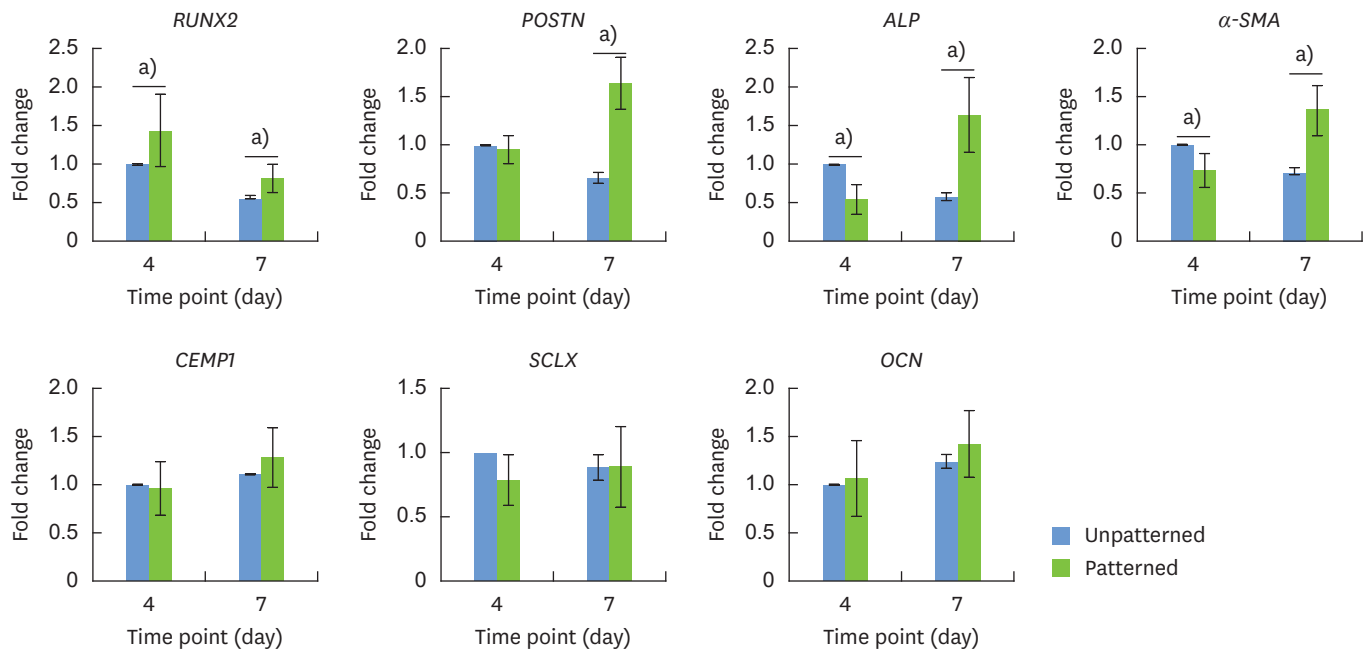 RUNX2
2.5
2.0
1.5
1.0
0.5
0
Fold change
a)
a)
4
7
Time point (day)
POSTN
2.0
1.5
1.0
0.5
0
Fold change
a)
4
7
Time point (day)
ALP
2.5
2.0
1.5
1.0
0.5
0
Fold change
a)
a)
4
7
Time point (day)
α-SMA
2.0
1.5
1.0
0.5
0
Fold change
a)
a)
4
7
Time point (day)
CEMP1
2.0
1.5
1.0
0.5
0
Fold change
4
7
Time point (day)
SCLX
1.5
1.0
0.5
0
Fold change
4
7
Time point (day)
OCN
2.0
1.5
1.0
0.5
0
Fold change
4
7
Time point (day)
Unpatterned
Patterned